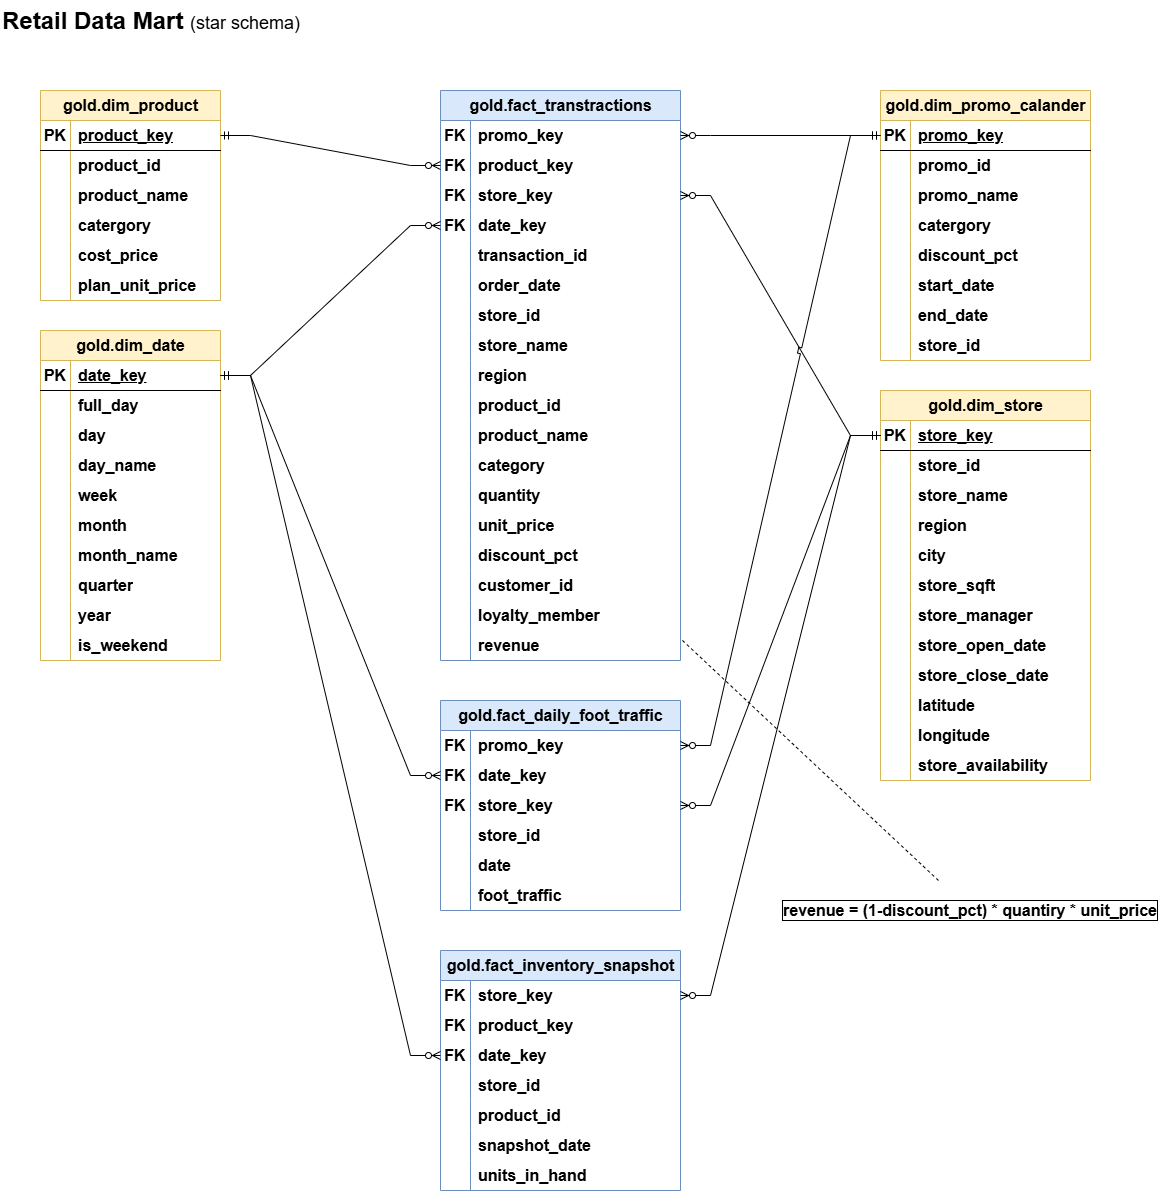 Retail Data Mart (star schema)
gold.dim_product
PK product_key
product_id
product_name
catergory
cost_price
plan_unit_price
gold.dim_date
PK date_key
full_day
day
day_name
week
month
month_name
quarter
year
is_weekend
gold.fact_transtractions
FK promo_key
FK product_key
FK store_key
FK date_key
transaction_id
order_date
store_id
store_name
region
product_id
product_name
category
quantity
unit_price
discount_pct
customer_id
loyalty_member
revenue
gold.fact_daily_foot_traffic
FK promo_key
FK date_key
FK store_key
store_id
date
foot_traffic
gold.fact_inventory_snapshot
FK store_key
FK product_key
FK date_key
store_id
product_id
snapshot_date
units_in_hand
gold.dim_promo_calander
PK promo_key
promo_id
promo_name
catergory
discount_pct
start_date
end_date
store_id
gold.dim_store
PK store_key
store_id
store_name
region
city
store_sqft
store_manager
store_open_date
store_close_date
latitude
longitude
store_availability
revenue = (1-discount_pct) * quantiry * unit_price